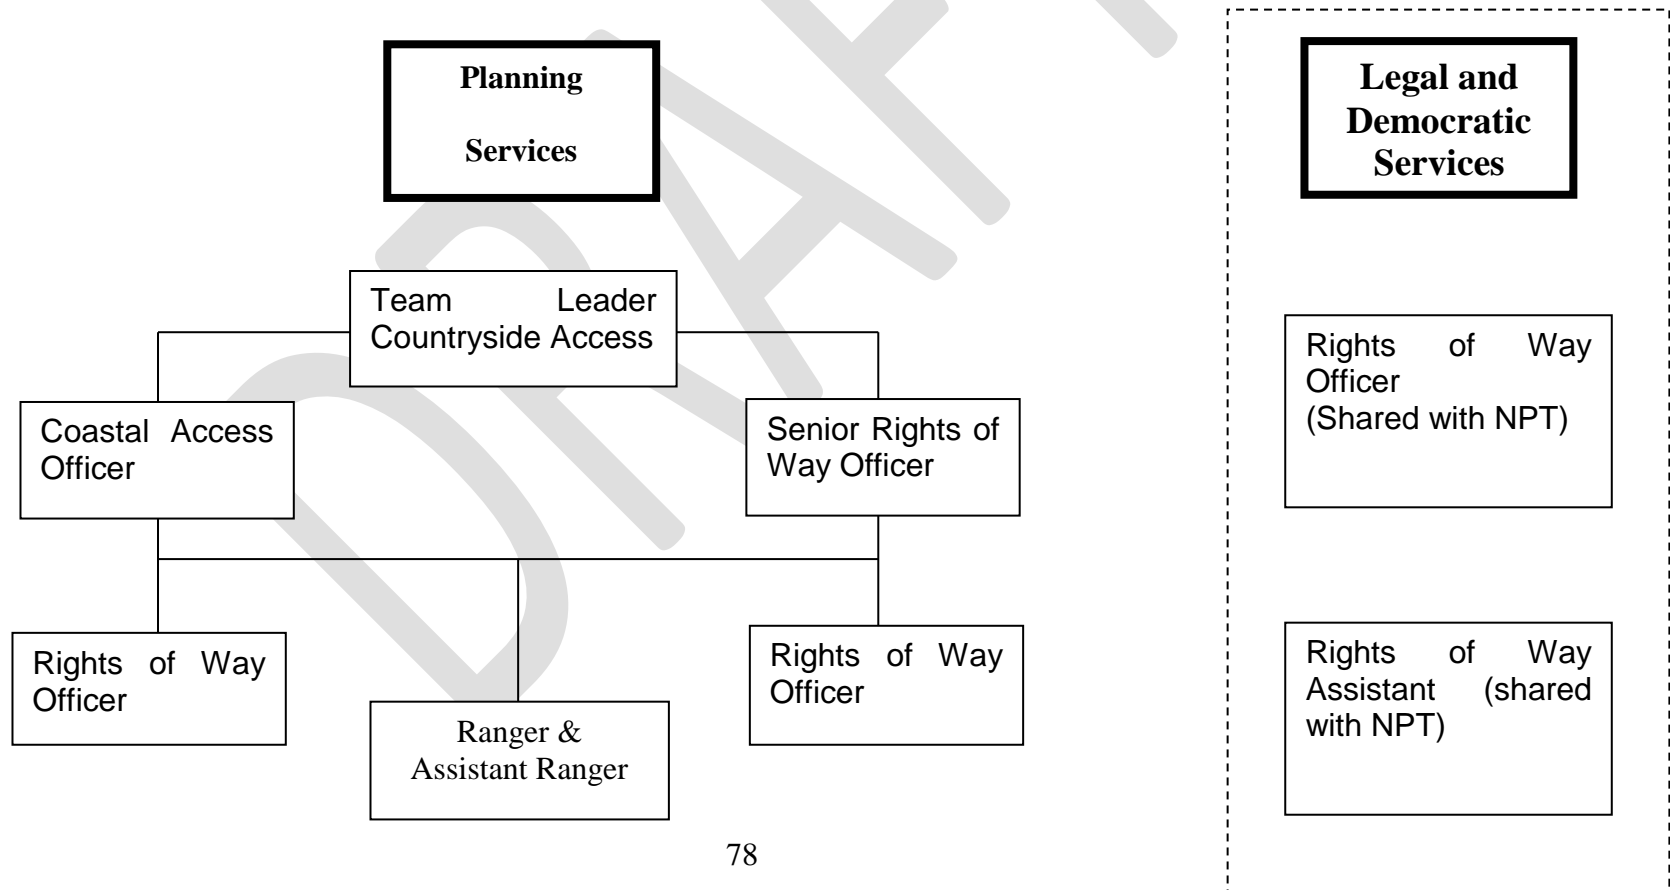 Planning
Services
Legal and
Democratic
Services
Team Leader
Countryside Access
Coastal Access
Officer
Senior Rights of
Way Officer
Rights of Way
Officer
(Shared with NPT)
Rights of Way
Officer
Ranger &
Assistant Ranger
Rights of Way
Officer
Rights of Way
Assistant (shared
with NPT)
78
DRAFT